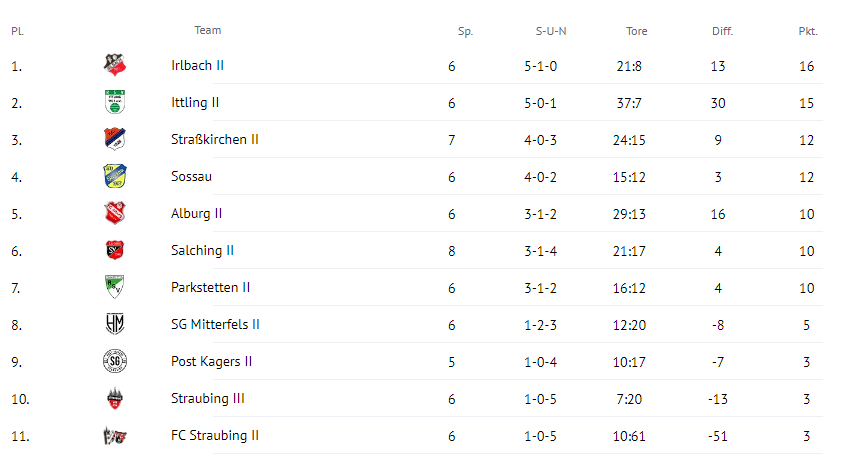 Pl. Team Sp. S-U-N Tore Diff. Pkt.
1. Irlbach II 6 5-1-0 21:8 13 16
2. Ittling II 6 5-0-1 37:7 30 15
3. Straßkirchen II 7 4-0-3 24:15 9 12
4. Sossau 6 4-0-2 15:12 3 12
5. Alburg II 6 3-1-2 29:13 16 10
6. Salching II 8 3-1-4 21:17 4 10
7. Parkstetten II 6 3-1-2 16:12 4 10
8. HM SG Mitterfels II 6 1-2-3 12:20 -8 5
9. SG Post Kagers II 5 1-0-4 10:17 -7 3
10. Straubing III 6 1-0-5 7:20 -13 3
11. FC Straubing II 6 1-0-5 10:61 -51 3